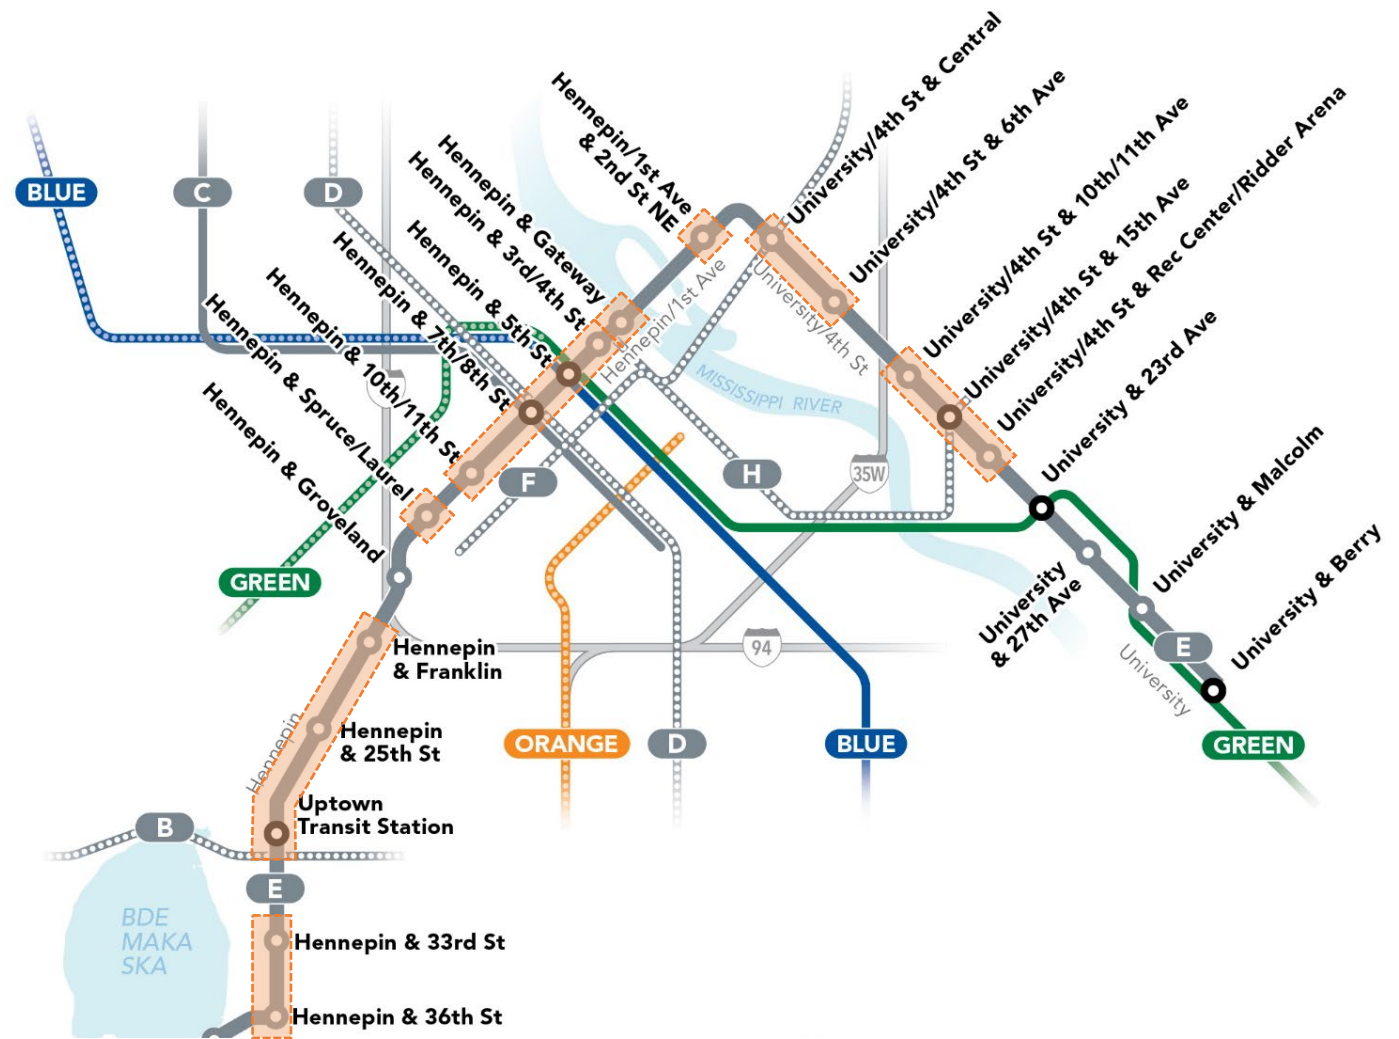 University/4th St & Central
University/4th St & 6th Ave
Hennepin/1st Ave
& 2nd St NE
University/4th St & 10th/11th Ave
University/4th St & 15th Ave
University/4th St & Rec Center/Ridder Arena
Hennepin & Gateway
Hennepin & 3rd/4th St
Hennepin & 5th St
Hennepin & 7th/8th St
Hennepin & 10th/11th St
Hennepin & Spruce/Laurel
Hennepin & Groveland
BLUE
C
D
Hennepin/1st Ave
University/4th St
MISSISSIPPI RIVER
University & 23rd Ave
F
H
35W
University & Malcolm
University & Berry
GREEN
University
& 27th Ave
E
University
94
Hennepin
& Franklin
Hennepin
Hennepin
& 25th St
ORANGE
D
BLUE
GREEN
Uptown
Transit Station
B
E
BDE
MAKA
SKA
Hennepin & 33rd St
Hennepin & 36th St